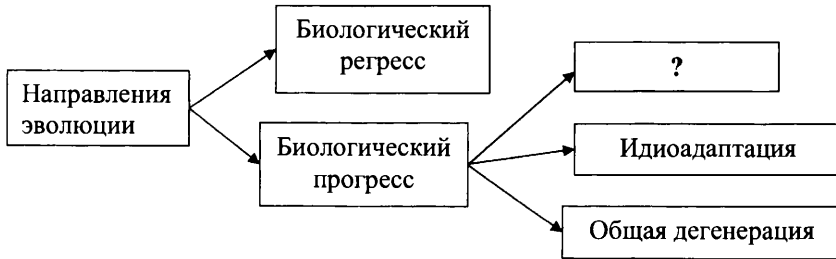 Направления
эволюции
Биологический
регресс
Биологический
прогресс
?
Идиоадаптация
Общая дегенерация